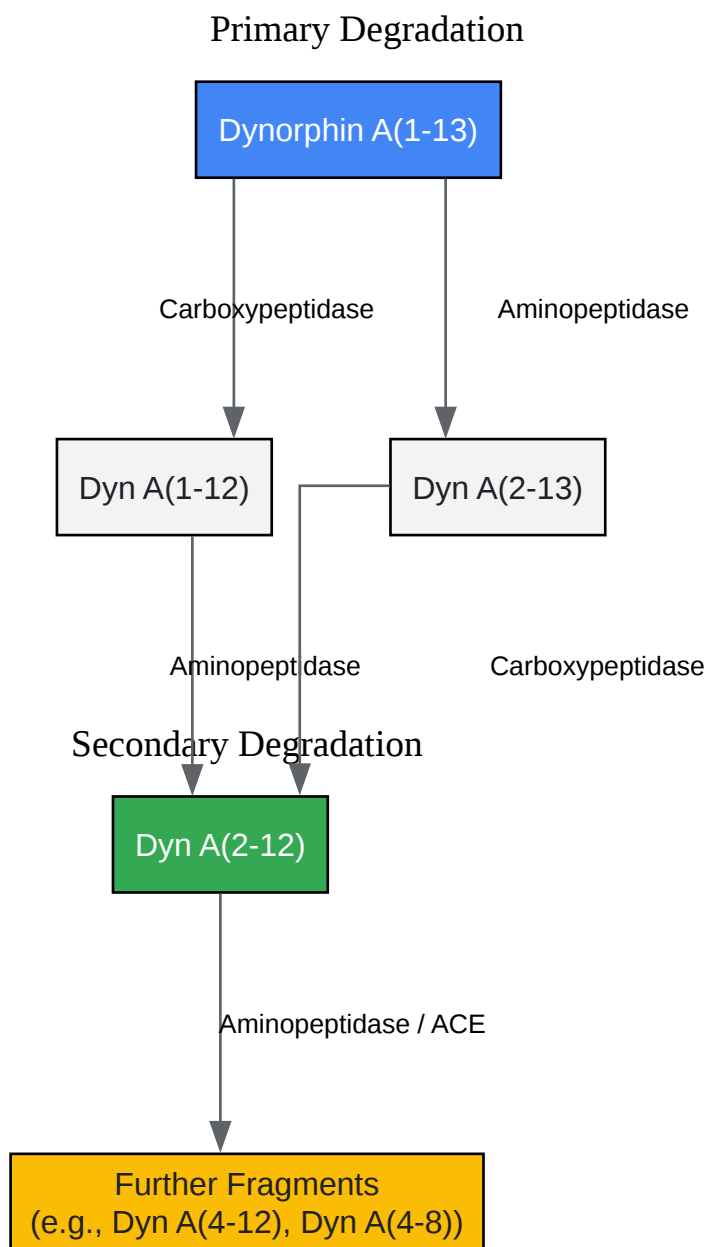 Primary Degradation
Dynorphin A(1-13)
Carboxypeptidase
Aminopeptidase
Dyn A(1-12)
Dyn A(2-13)
Aminopeptidase
Carboxypeptidase
Secondary Degradation
Dyn A(2-12)
Aminopeptidase / ACE
Further Fragments
(e.g., Dyn A(4-12), Dyn A(4-8))